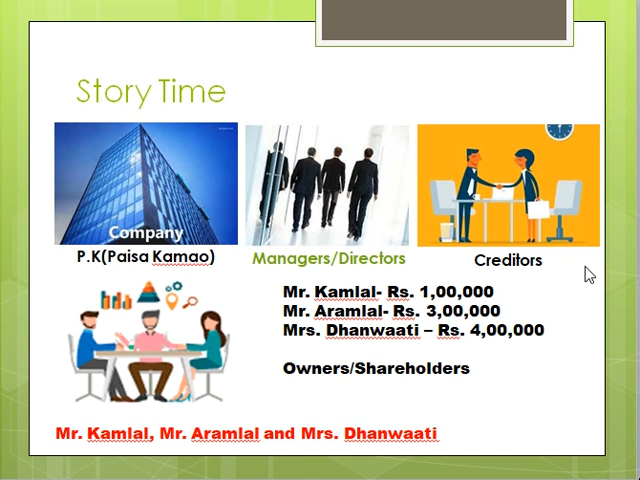 Story Time
Company
P.K(Paisa Kamao)
Managers/Directors
Creditors
Mr. Kamlal- Rs. 1,00,000
Mr. Aramlal- Rs. 3,00,000
Mrs. Dhanwaati – Rs. 4,00,000
Owners/Shareholders
Mr. Kamlal, Mr. Aramlal and Mrs. Dhanwaati